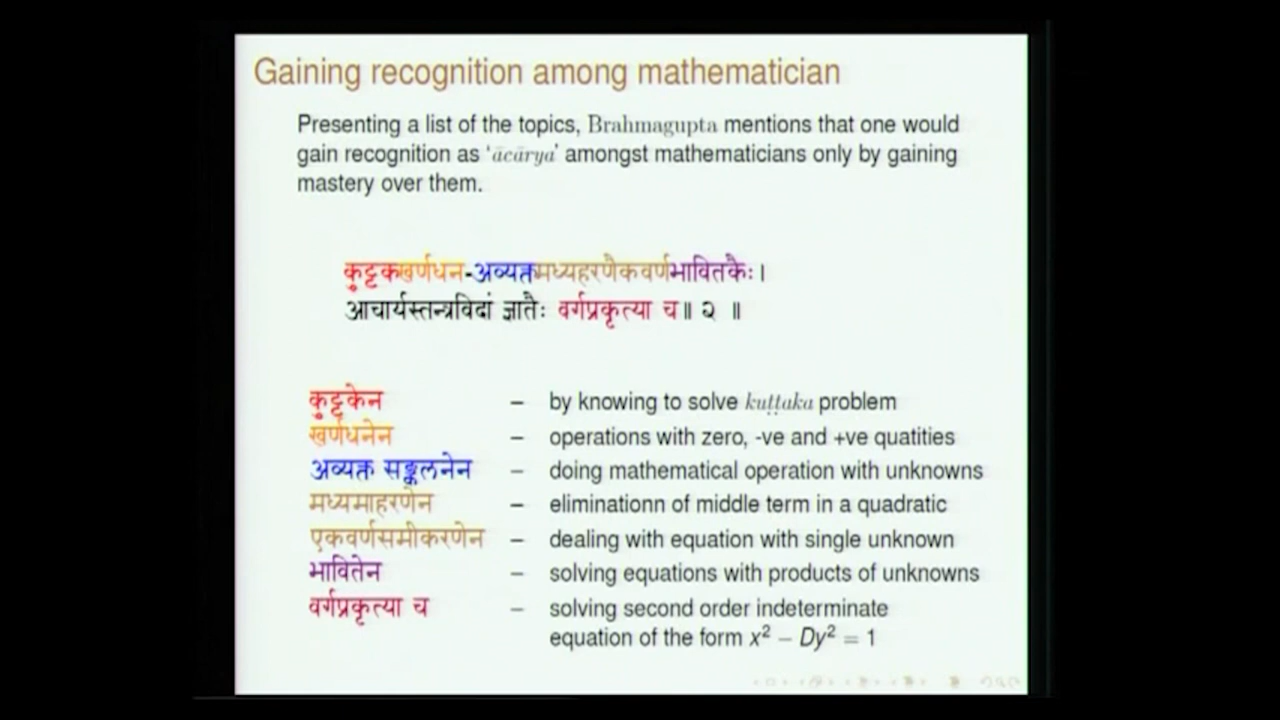 Gaining recognition among mathematician
Presenting a list of the topics, Brahmagupta mentions that one would
gain recognition as ‘ācārya’ amongst mathematicians only by gaining
mastery over them.
कुट्टकखर्णधन-अव्यक्तमध्यहरणैकवर्णभावितकैः।
आचार्यस्तन्त्रविदां ज्ञातैः वर्गप्रकृत्या च॥ २ ॥
कुट्टकेन – by knowing to solve kuṭṭaka problem
खर्णधनेन – operations with zero, -ve and +ve quatities
अव्यक्त सङ्कलनेन – doing mathematical operation with unknowns
मध्यमाहरणेन – eliminationn of middle term in a quadratic
एकवर्णसमीकरणेन – dealing with equation with single unknown
भावितेन – solving equations with products of unknowns
वर्गप्रकृत्या च – solving second order indeterminate
equation of the form x² − Dy² = 1